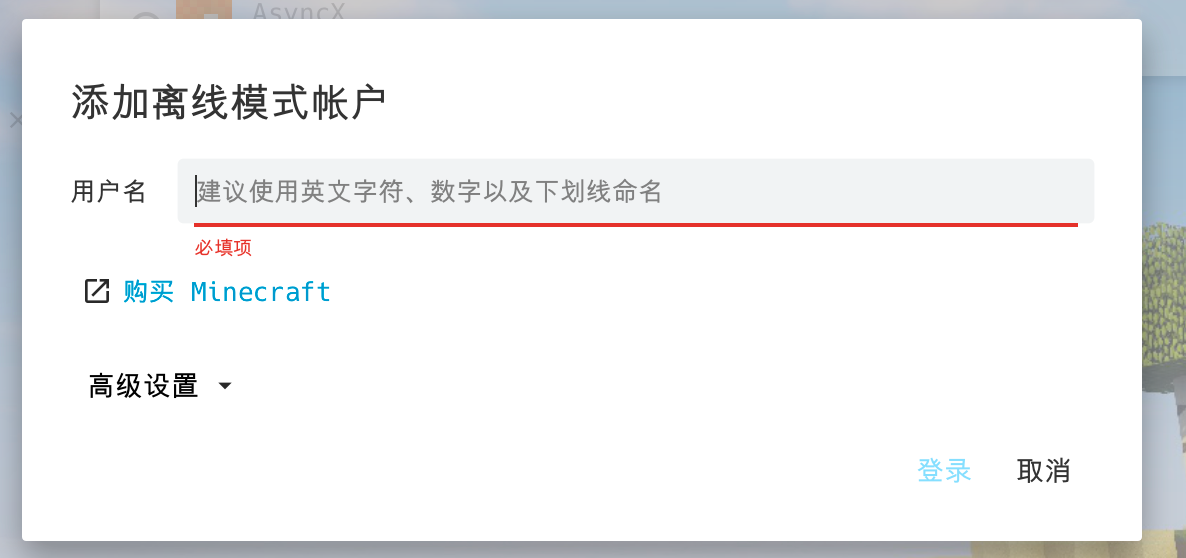 AsyncX
添加离线模式帐户
用户名 建议使用英文字符、数字以及下划线命名
必填项
购买 Minecraft
高级设置
登录 取消